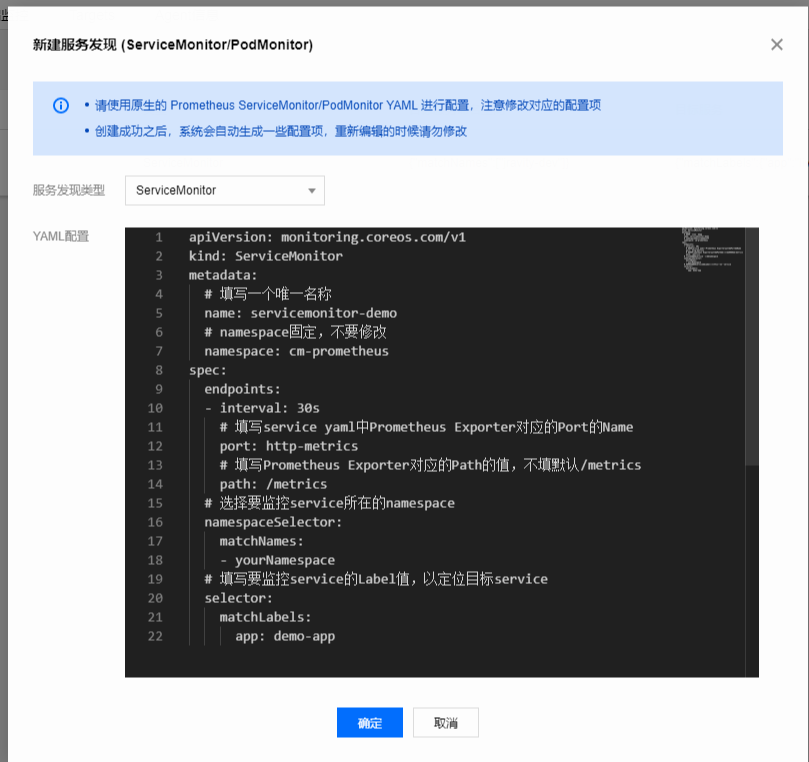 新建服务发现 (ServiceMonitor/PodMonitor)
• 请使用原生的 Prometheus ServiceMonitor/PodMonitor YAML 进行配置，注意修改对应的配置项
• 创建成功之后，系统会自动生成一些配置项，重新编辑的时候请勿修改
服务发现类型 ServiceMonitor
YAML配置
1 apiVersion: monitoring.coreos.com/v1
2 kind: ServiceMonitor
3 metadata:
4   # 填写一个唯一名称
5   name: servicemonitor-demo
6   # namespace固定，不要修改
7   namespace: cm-prometheus
8 spec:
9   endpoints:
10   - interval: 30s
11     # 填写service yaml中Prometheus Exporter对应的Port的Name
12     port: http-metrics
13     # 填写Prometheus Exporter对应的Path的值，不填默认/metrics
14     path: /metrics
15   # 选择要监控service所在的namespace
16   namespaceSelector:
17     matchNames:
18     - yourNamespace
19   # 填写要监控service的Label值，以定位目标service
20   selector:
21     matchLabels:
22       app: demo-app
确定 取消